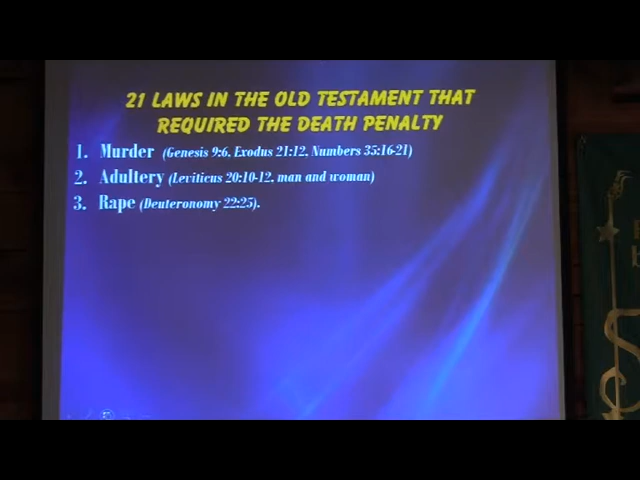 21 LAWS IN THE OLD TESTAMENT THAT
REQUIRED THE DEATH PENALTY
1. Murder (Genesis 9:6, Exodus 21:12, Numbers 35:16-21)
2. Adultery (Leviticus 20:10-12, man and woman)
3. Rape (Deuteronomy 22:25).